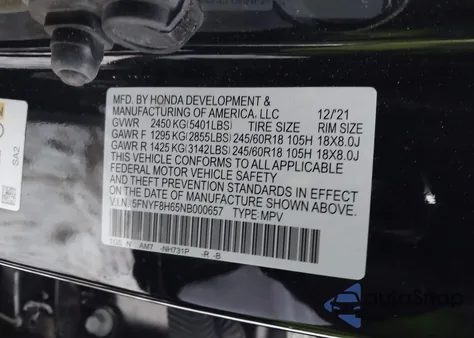 MFD. BY HONDA DEVELOPMENT &
MANUFACTURING OF AMERICA, LLC 12/21
GVWR 2450 KG(5401LBS) TIRE SIZE RIM SIZE
GAWR F 1295 KG(2855LBS) 245/60R18 105H 18X8.0J
GAWR R 1425 KG(3142LBS) 245/60R18 105H 18X8.0J
THIS VEHICLE CONFORMS TO ALL APPLICABLE
FEDERAL MOTOR VEHICLE SAFETY
AND THEFT PREVENTION STANDARDS IN EFFECT
ON THE DATE OF MANUFACTURE SHOWN ABOVE.
V.I.N.:5FNYF8H65NB000657 TYPE:MPV
TG5 N AM7 -NH731P -R -B
SA2
autoSnap